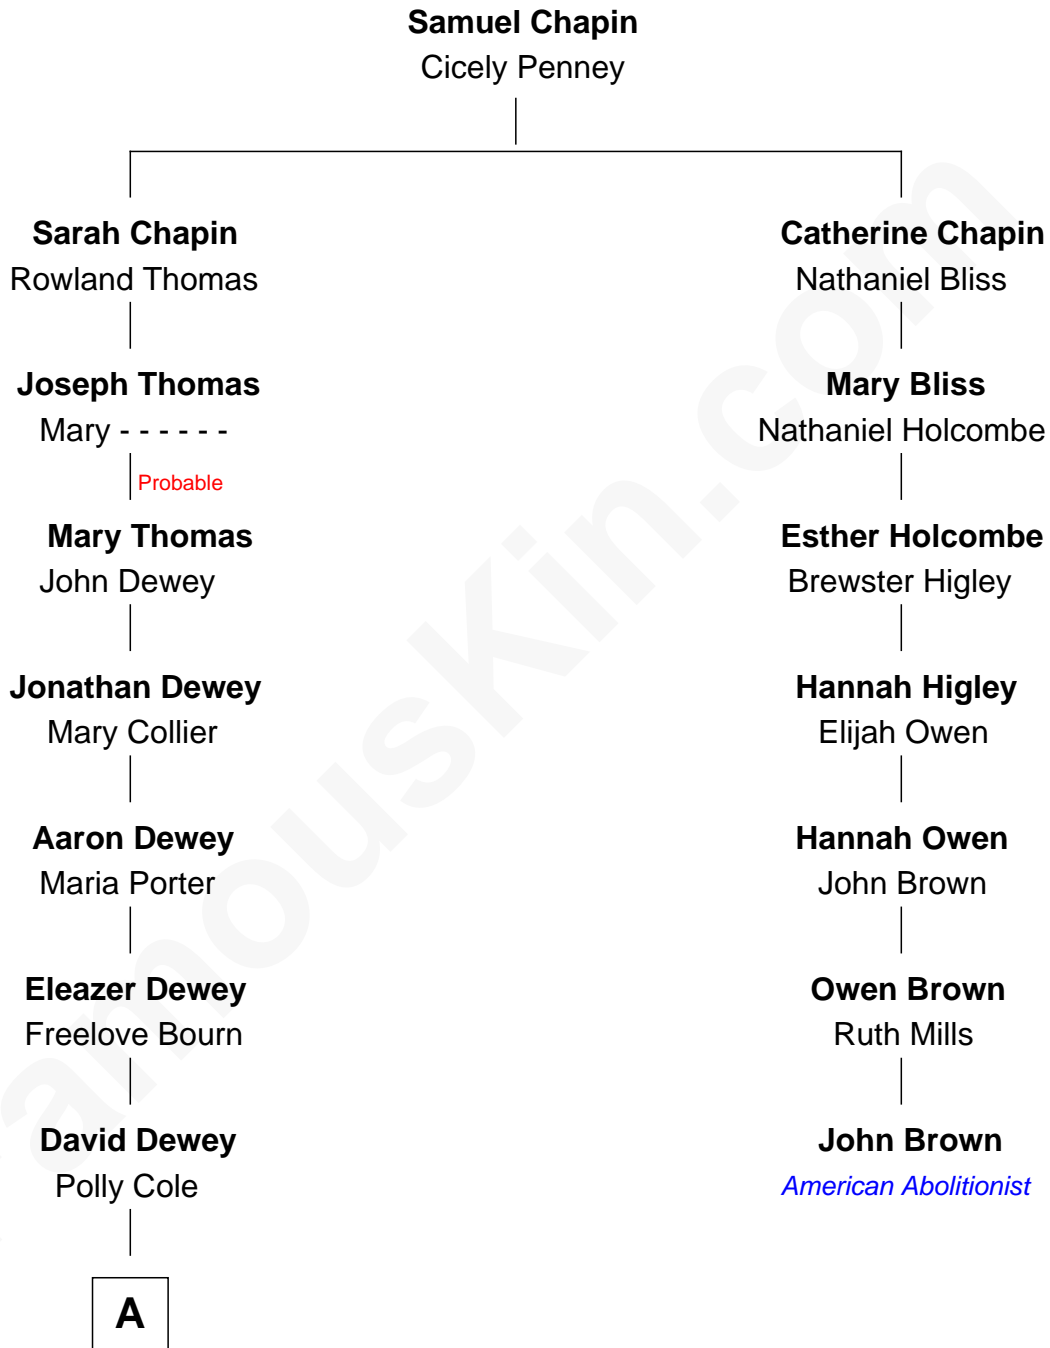 Samuel Chapin
Cicely Penney
Sarah Chapin
Rowland Thomas
Catherine Chapin
Nathaniel Bliss
Joseph Thomas
Mary - - - - - -
Mary Bliss
Nathaniel Holcombe
Probable
Mary Thomas
John Dewey
Esther Holcombe
Brewster Higley
Jonathan Dewey
Mary Collier
Hannah Higley
Elijah Owen
Aaron Dewey
Maria Porter
Hannah Owen
John Brown
Eleazer Dewey
Freelove Bourn
Owen Brown
Ruth Mills
David Dewey
Polly Cole
John Brown
American Abolitionist
A
amouskin.com